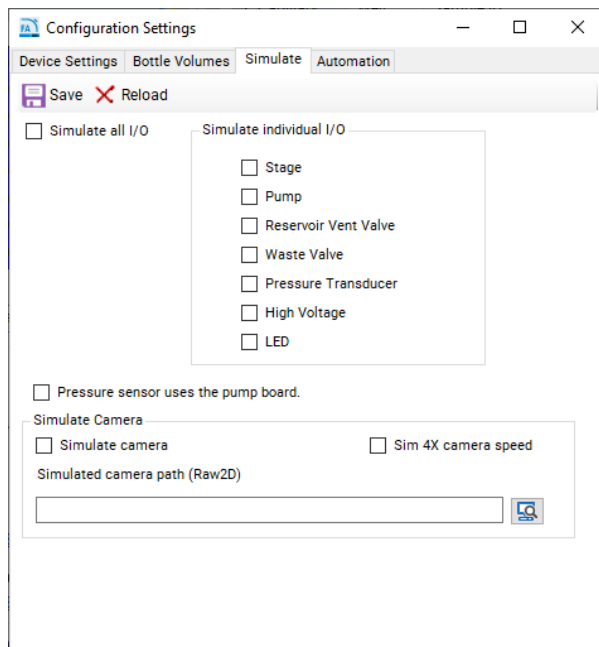 FA Configuration Settings
Device Settings Bottle Volumes Simulate Automation
Save Reload
Simulate all I/O
Simulate individual I/O
Stage
Pump
Reservoir Vent Valve
Waste Valve
Pressure Transducer
High Voltage
LED
Pressure sensor uses the pump board.
Simulate Camera
Simulate camera Sim 4X camera speed
Simulated camera path (Raw2D)